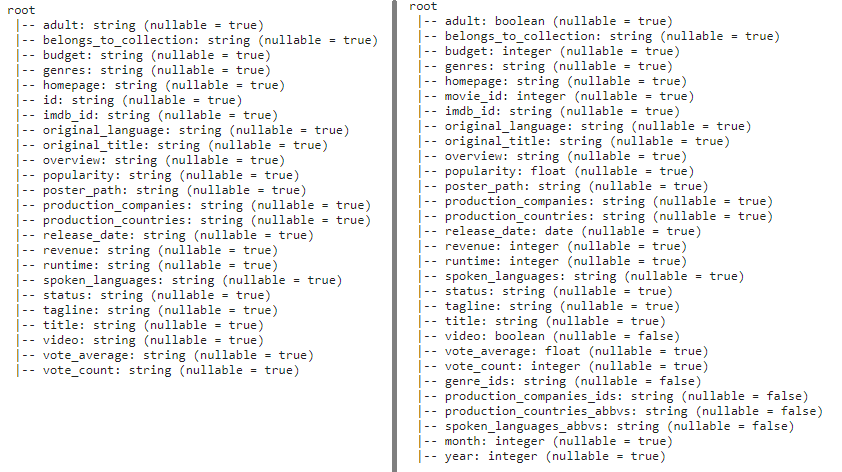 root
|-- adult: string (nullable = true)
|-- belongs_to_collection: string (nullable = true)
|-- budget: string (nullable = true)
|-- genres: string (nullable = true)
|-- homepage: string (nullable = true)
|-- id: string (nullable = true)
|-- imdb_id: string (nullable = true)
|-- original_language: string (nullable = true)
|-- original_title: string (nullable = true)
|-- overview: string (nullable = true)
|-- popularity: string (nullable = true)
|-- poster_path: string (nullable = true)
|-- production_companies: string (nullable = true)
|-- production_countries: string (nullable = true)
|-- release_date: string (nullable = true)
|-- revenue: string (nullable = true)
|-- runtime: string (nullable = true)
|-- spoken_languages: string (nullable = true)
|-- status: string (nullable = true)
|-- tagline: string (nullable = true)
|-- title: string (nullable = true)
|-- video: string (nullable = true)
|-- vote_average: string (nullable = true)
|-- vote_count: string (nullable = true)
root
|-- adult: boolean (nullable = true)
|-- belongs_to_collection: string (nullable = true)
|-- budget: integer (nullable = true)
|-- genres: string (nullable = true)
|-- homepage: string (nullable = true)
|-- movie_id: integer (nullable = true)
|-- imdb_id: string (nullable = true)
|-- original_language: string (nullable = true)
|-- original_title: string (nullable = true)
|-- overview: string (nullable = true)
|-- popularity: float (nullable = true)
|-- poster_path: string (nullable = true)
|-- production_companies: string (nullable = true)
|-- production_countries: string (nullable = true)
|-- release_date: date (nullable = true)
|-- revenue: integer (nullable = true)
|-- runtime: integer (nullable = true)
|-- spoken_languages: string (nullable = true)
|-- status: string (nullable = true)
|-- tagline: string (nullable = true)
|-- title: string (nullable = true)
|-- video: boolean (nullable = false)
|-- vote_average: float (nullable = true)
|-- vote_count: integer (nullable = true)
|-- genre_ids: string (nullable = false)
|-- production_companies_ids: string (nullable = false)
|-- production_countries_abbvs: string (nullable = false)
|-- spoken_languages_abbvs: string (nullable = false)
|-- month: integer (nullable = true)
|-- year: integer (nullable = true)